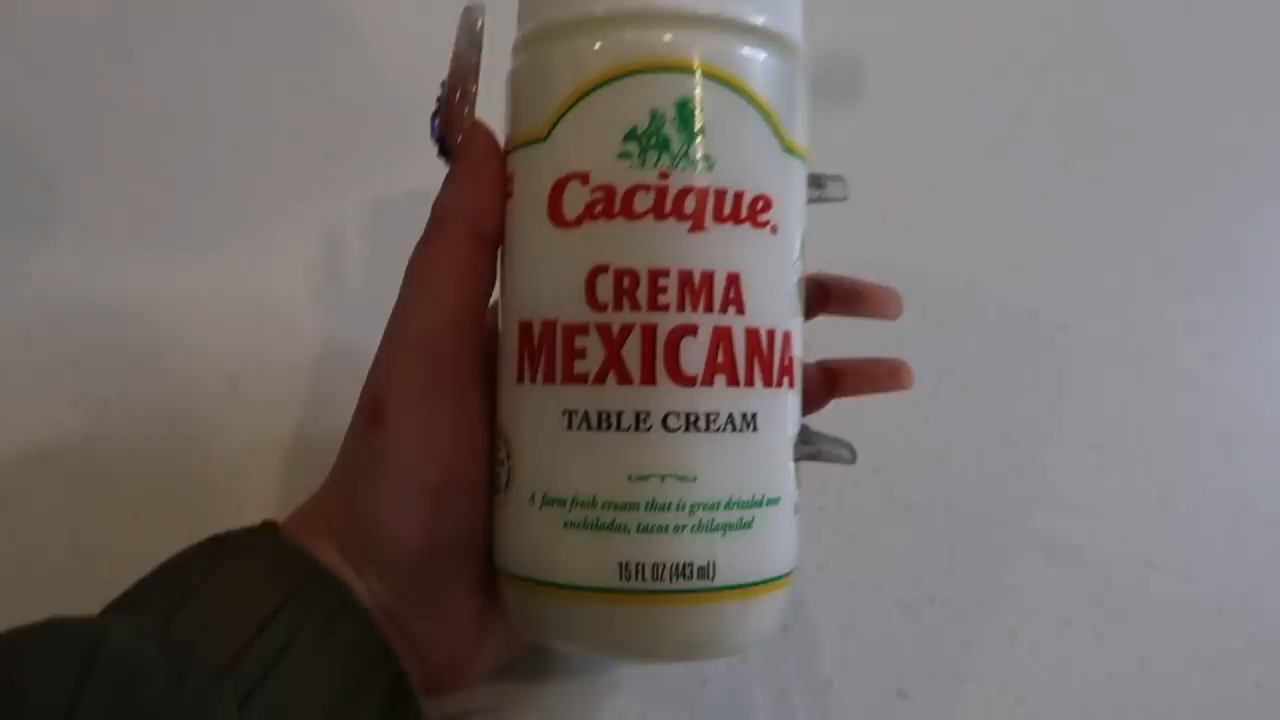 Cacique.
CREMA
MEXICANA
TABLE CREAM
A farm fresh cream that is great drizzled over
enchiladas, tacos or chilaquiles!
15 FL OZ (443 mL)